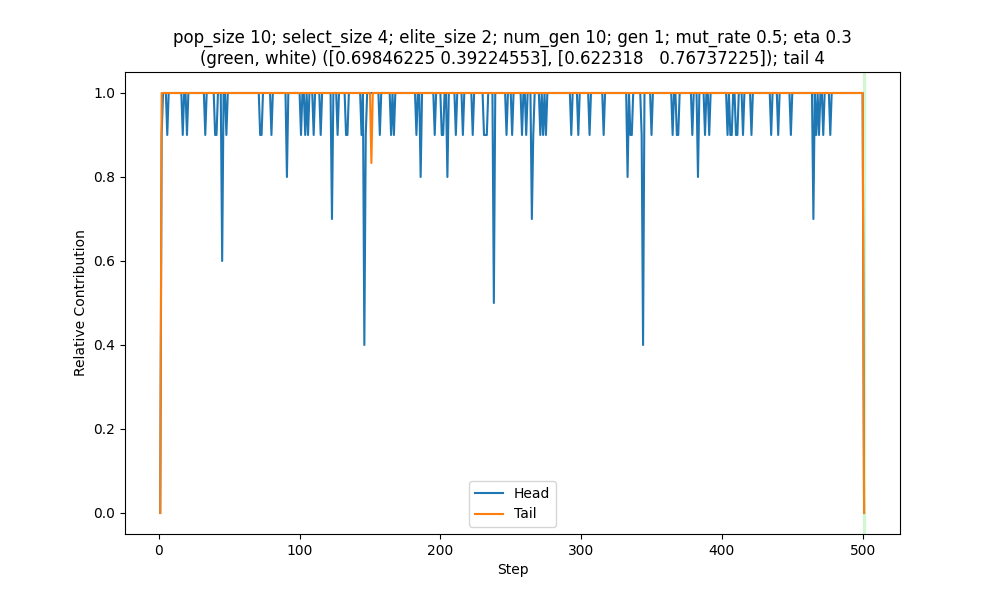 pop_size 10; select_size 4; elite_size 2; num_gen 10; gen 1; mut_rate 0.5; eta 0.3
(green, white) ([0.69846225 0.39224553], [0.622318   0.76737225]); tail 4
1.0
0.8
0.6
0.4
0.2
0.0
Relative Contribution
Head
Tail
0
100
200
300
400
500
Step